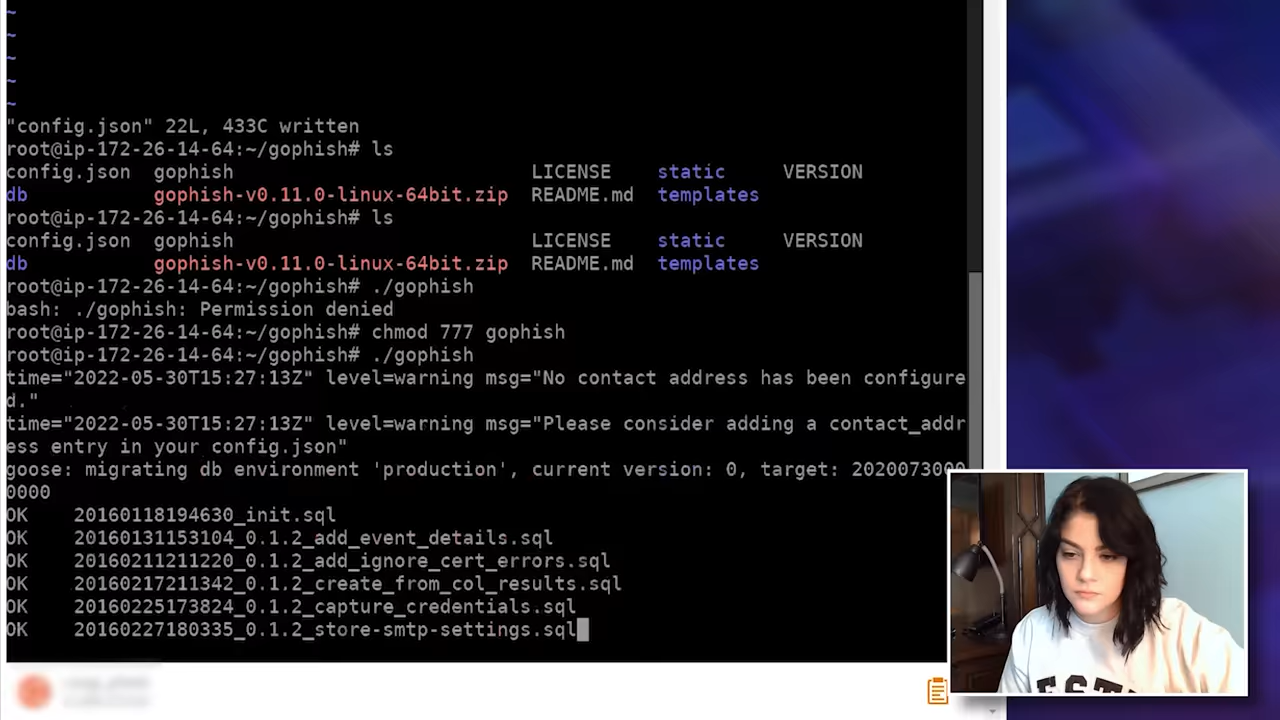 ~
~
~
~
~
"config.json" 22L, 433C written
root@ip-172-26-14-64:~/gophish# ls
config.json gophish LICENSE static VERSION
db gophish-v0.11.0-linux-64bit.zip README.md templates
root@ip-172-26-14-64:~/gophish# ls
config.json gophish LICENSE static VERSION
db gophish-v0.11.0-linux-64bit.zip README.md templates
root@ip-172-26-14-64:~/gophish# ./gophish
bash: ./gophish: Permission denied
root@ip-172-26-14-64:~/gophish# chmod 777 gophish
root@ip-172-26-14-64:~/gophish# ./gophish
time="2022-05-30T15:27:13Z" level=warning msg="No contact address has been configure
d."
time="2022-05-30T15:27:13Z" level=warning msg="Please consider adding a contact_addr
ess entry in your config.json"
goose: migrating db environment 'production', current version: 0, target: 2020073000
0000
OK 20160118194630_init.sql
OK 20160131153104_0.1.2_add_event_details.sql
OK 20160211211220_0.1.2_add_ignore_cert_errors.sql
OK 20160217211342_0.1.2_create_from_col_results.sql
OK 20160225173824_0.1.2_capture_credentials.sql
OK 20160227180335_0.1.2_store-smtp-settings.sql